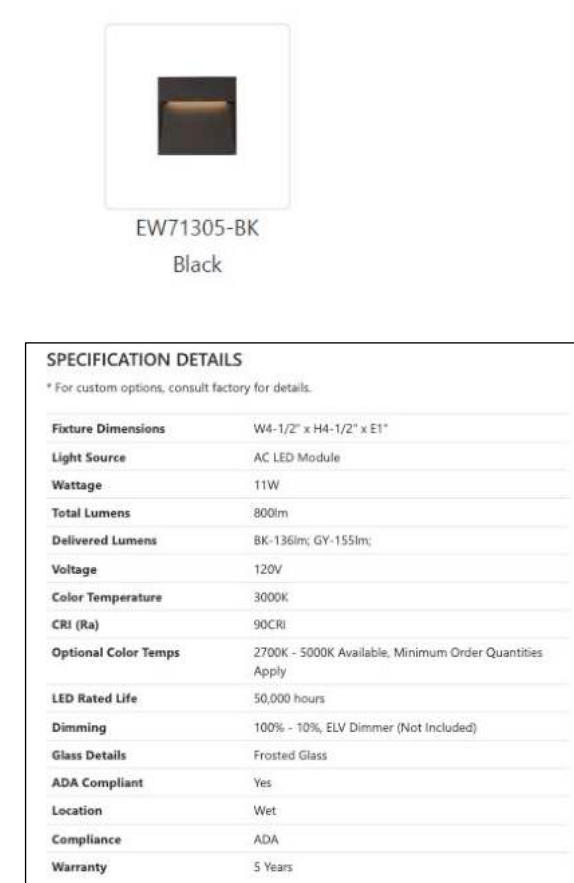 EW71305-BK
Black
SPECIFICATION DETAILS
* For custom options, consult factory for details.
Fixture Dimensions W4-1/2" x H4-1/2" x E1"
Light Source AC LED Module
Wattage 11W
Total Lumens 800lm
Delivered Lumens BK-136lm; GY-155lm;
Voltage 120V
Color Temperature 3000K
CRI (Ra) 90CRI
Optional Color Temps 2700K - 5000K Available, Minimum Order Quantities
Apply
LED Rated Life 50,000 hours
Dimming 100% - 10%, ELV Dimmer (Not Included)
Glass Details Frosted Glass
ADA Compliant Yes
Location Wet
Compliance ADA
Warranty 5 Years